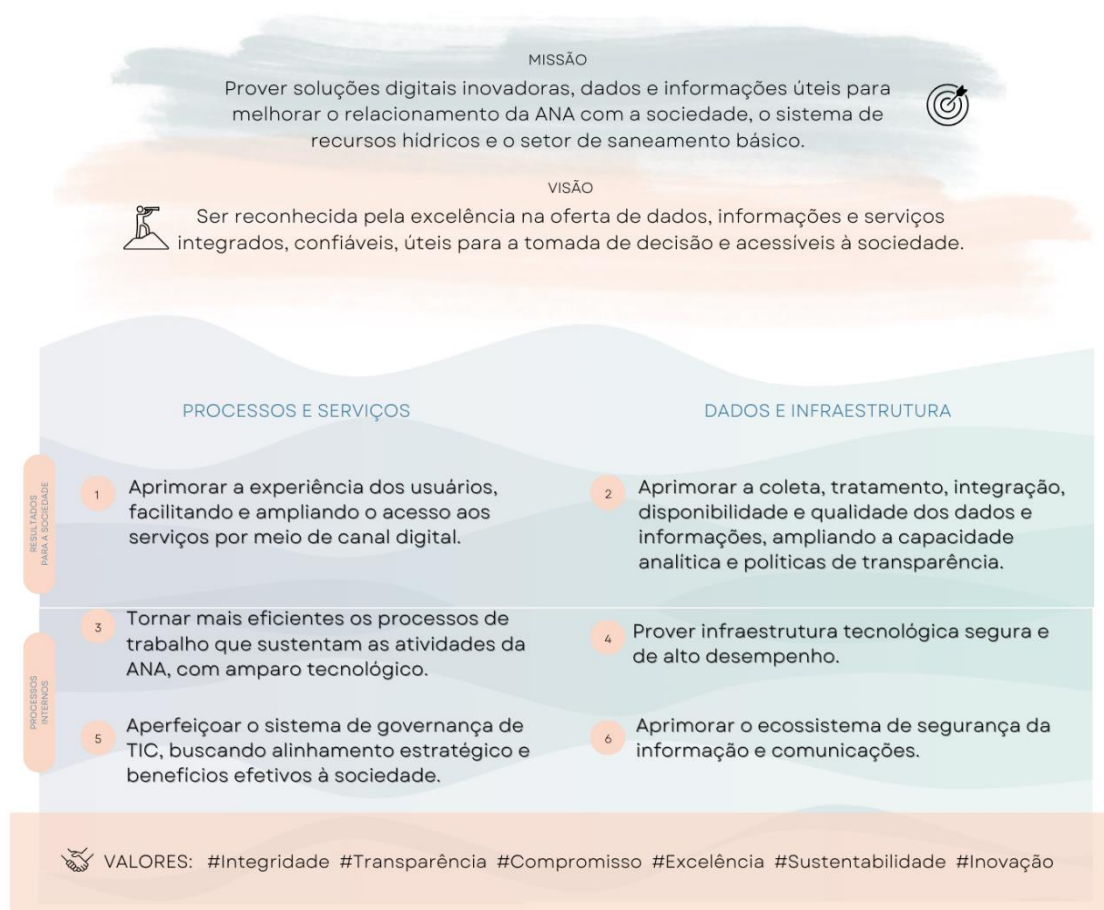 MISSÃO
Prover soluções digitais inovadoras, dados e informações úteis para
melhorar o relacionamento da ANA com a sociedade, o sistema de
recursos hídricos e o setor de saneamento básico.
VISÃO
Ser reconhecida pela excelência na oferta de dados, informações e serviços
integrados, confiáveis, úteis para a tomada de decisão e acessíveis à sociedade.
PROCESSOS E SERVIÇOS
DADOS E INFRAESTRUTURA
RESULTADOS
PARA A SOCIEDADE
1
Aprimorar a experiência dos usuários,
facilitando e ampliando o acesso aos
serviços por meio de canal digital.
2
Aprimorar a coleta, tratamento, integração,
disponibilidade e qualidade dos dados e
informações, ampliando a capacidade
analítica e políticas de transparência.
PROCESSOS
INTERNOS
3
Tornar mais eficientes os processos de
trabalho que sustentam as atividades da
ANA, com amparo tecnológico.
4
Prover infraestrutura tecnológica segura e
de alto desempenho.
5
Aperfeiçoar o sistema de governança de
TIC, buscando alinhamento estratégico e
benefícios efetivos à sociedade.
6
Aprimorar o ecossistema de segurança da
informação e comunicações.
VALORES: #Integridade #Transparência #Compromisso #Excelência #Sustentabilidade #Inovação